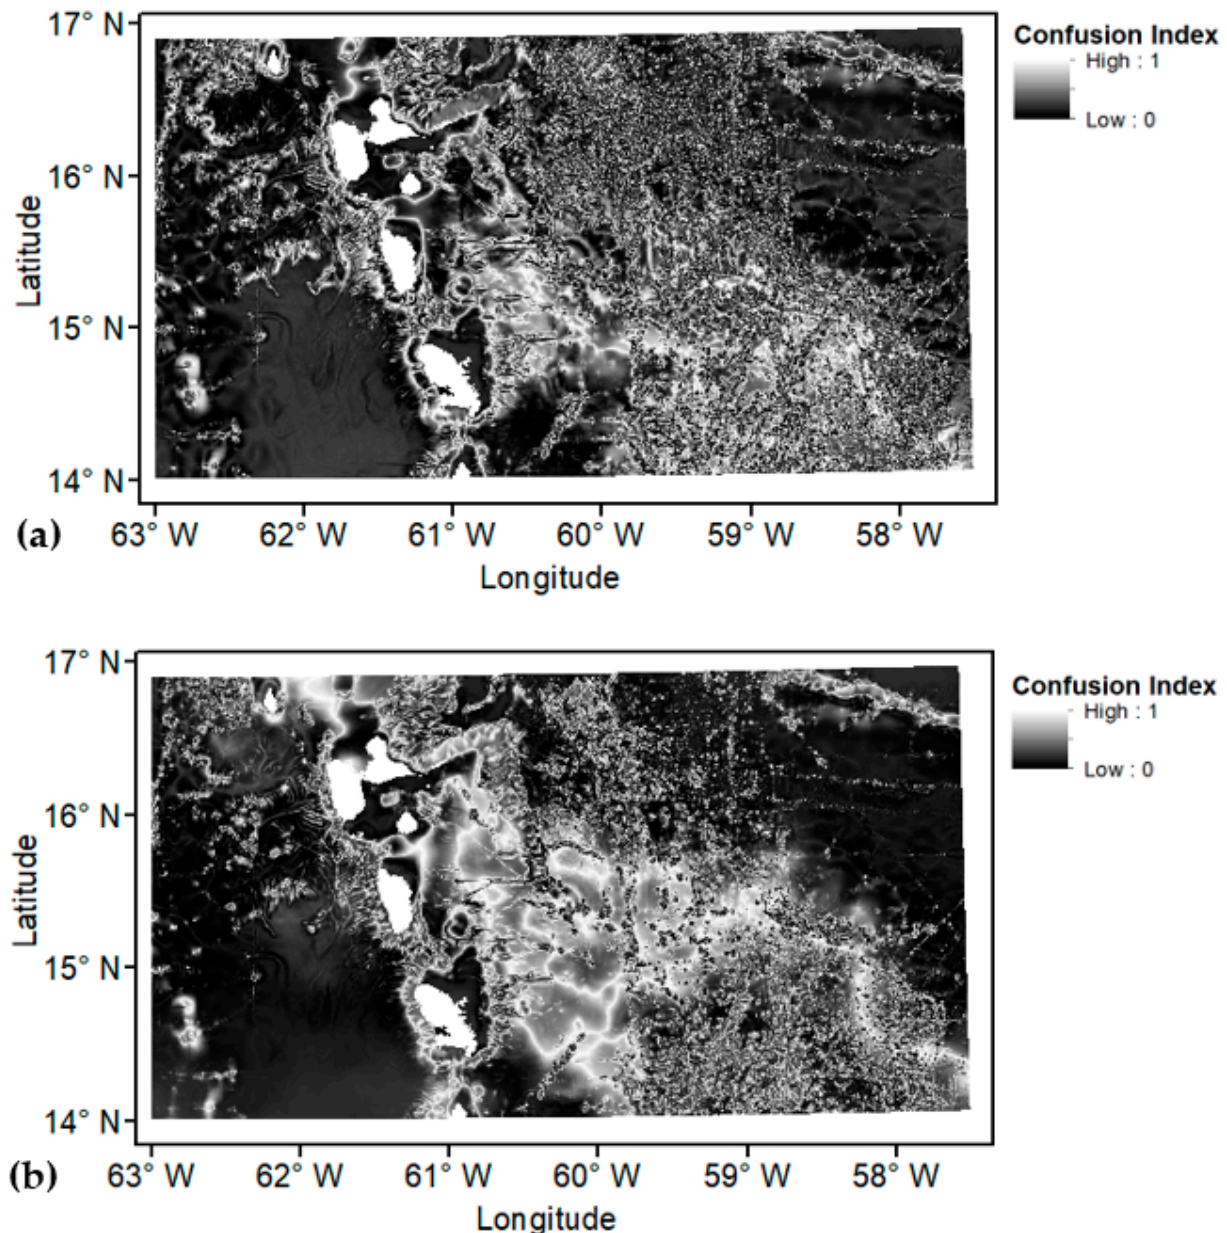 17° N
16° N
15° N
14° N
Latitude
63° W 62° W 61° W 60° W 59° W 58° W
Longitude
Confusion Index
High : 1
Low : 0
(a)
17° N
16° N
15° N
14° N
Latitude
63° W 62° W 61° W 60° W 59° W 58° W
Longitude
Confusion Index
High : 1
Low : 0
(b)